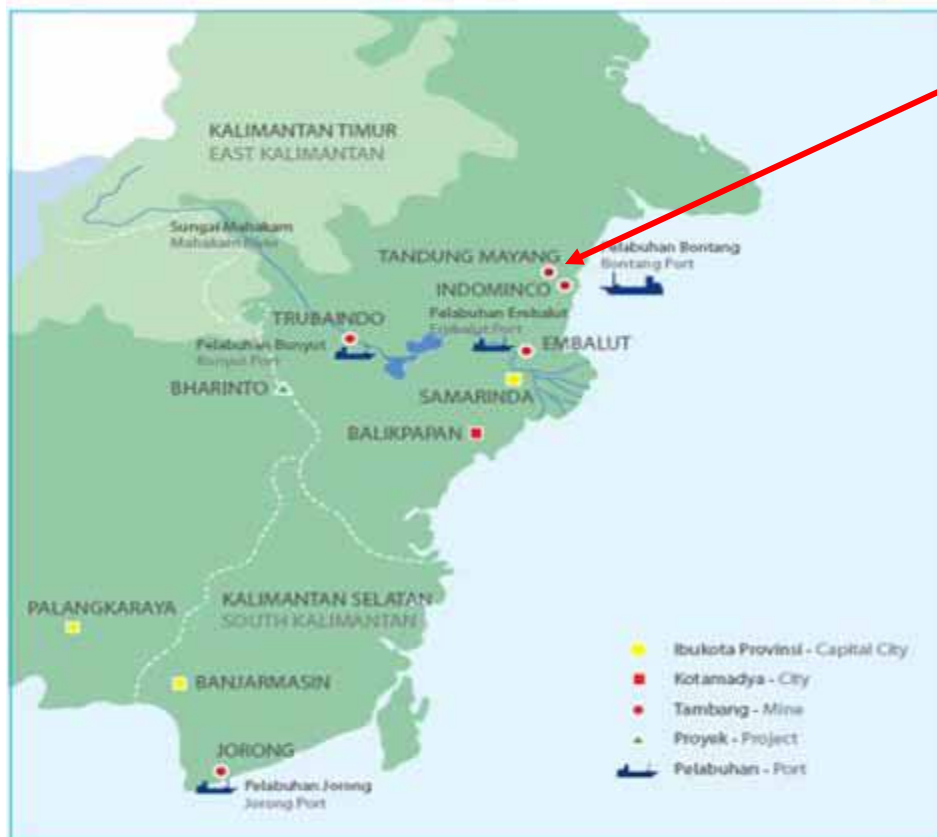 KALIMANTAN TIMUR
EAST KALIMANTAN
Sungai Mahakam
Mahakam River
TANDUNG MAYANG
Pelabuhan Bontang
Bontang Port
INDOMINCO
Pelabuhan Embalut
Embalut Port
TRUBAINDO
Pelabuhan Bunyut
Bunyut Port
EMBALUT
BHARINTO
SAMARINDA
BALIKPAPAN
PALANGKARAYA
KALIMANTAN SELATAN
SOUTH KALIMANTAN
BANJARMASIN
JORONG
Pelabuhan Jorong
Jorong Port
Ibukota Provinsi - Capital City
Kotamadya - City
Tambang - Mine
Proyek - Project
Pelabuhan - Port